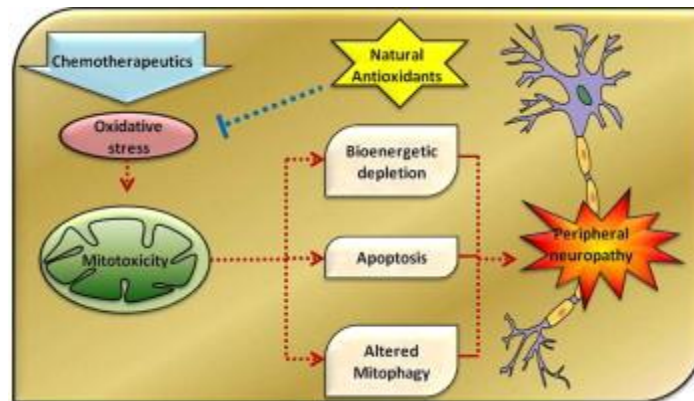 Chemotherapeutics
Natural
Antioxidants
Oxidative
stress
Bioenergetic
depletion
Mitotoxicity
Apoptosis
Peripheral
neuropathy
Altered
Mitophagy